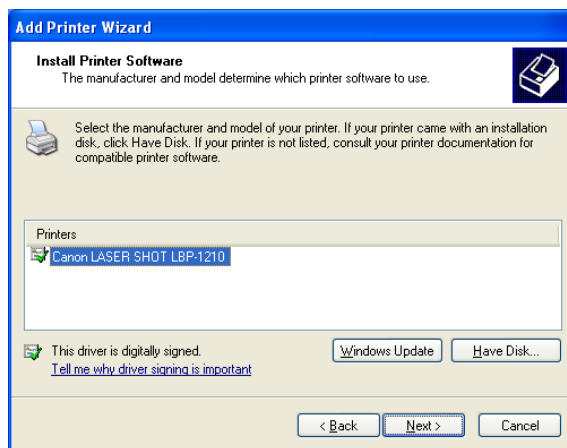 Add Printer Wizard
Install Printer Software
The manufacturer and model determine which printer software to use.
Select the manufacturer and model of your printer. If your printer came with an installation
disk, click Have Disk. If your printer is not listed, consult your printer documentation for
compatible printer software.
Printers
Canon LASER SHOT LBP-1210
This driver is digitally signed.
Tell me why driver signing is important
Windows Update
Have Disk...
< Back
Next >
Cancel